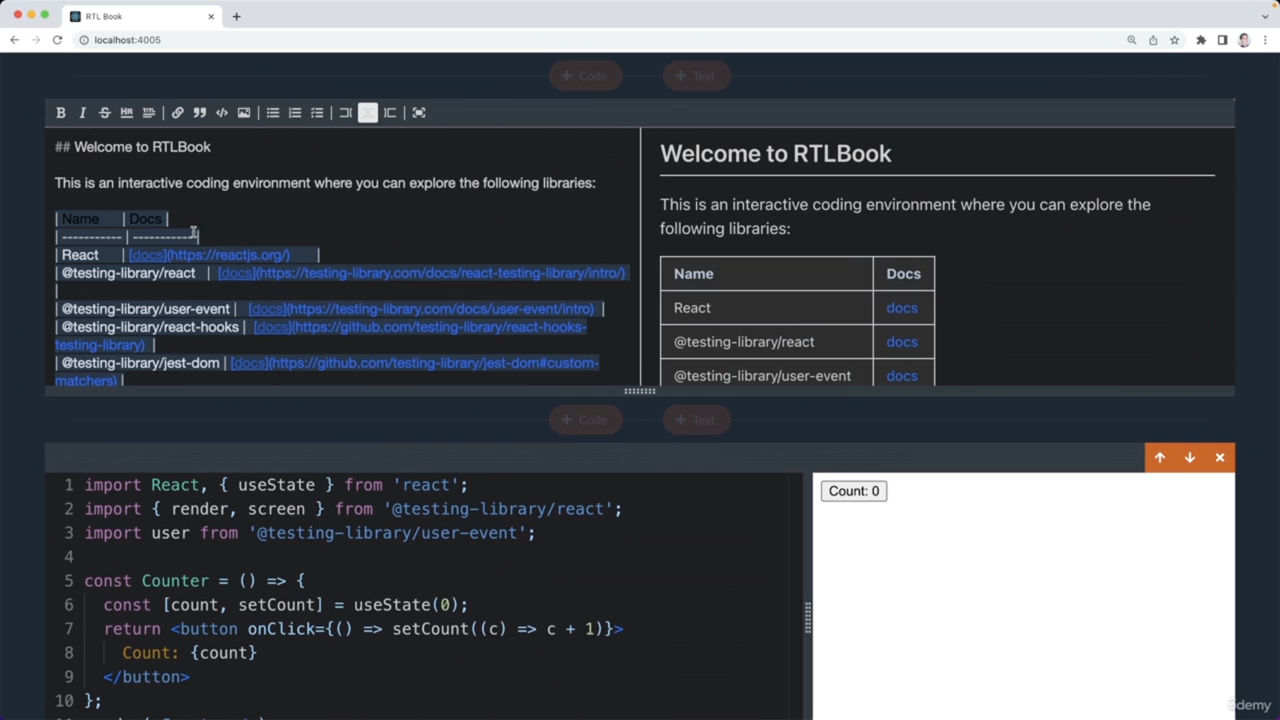 RTL Book
localhost:4005
+ Code
+ Text
## Welcome to RTLBook
This is an interactive coding environment where you can explore the following libraries:
| Name | Docs |
| ----------- | ----------- |
| React | [docs](https://reactjs.org/) |
| @testing-library/react | [docs](https://testing-library.com/docs/react-testing-library/intro/)
|
| @testing-library/user-event | [docs](https://testing-library.com/docs/user-event/intro) |
| @testing-library/react-hooks | [docs](https://github.com/testing-library/react-hooks-
testing-library) |
| @testing-library/jest-dom | [docs](https://github.com/testing-library/jest-dom#custom-
matchers) |
Welcome to RTLBook
This is an interactive coding environment where you can explore the
following libraries:
Name Docs
React docs
@testing-library/react docs
@testing-library/user-event docs
+ Code
+ Text
1 import React, { useState } from 'react';
2 import { render, screen } from '@testing-library/react';
3 import user from '@testing-library/user-event';
4
5 const Counter = () => {
6 const [count, setCount] = useState(0);
7 return <button onClick={() => setCount((c) => c + 1)}>
8 Count: {count}
9 </button>
10 };
Count: 0
ûdemy